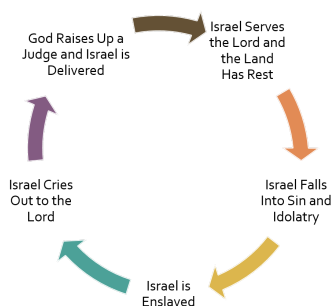 God Raises Up a
Judge and Israel is
Delivered
Israel Serves
the Lord and
the Land
Has Rest
Israel Falls
Into Sin and
Idolatry
Israel is
Enslaved
Israel Cries
Out to the
Lord